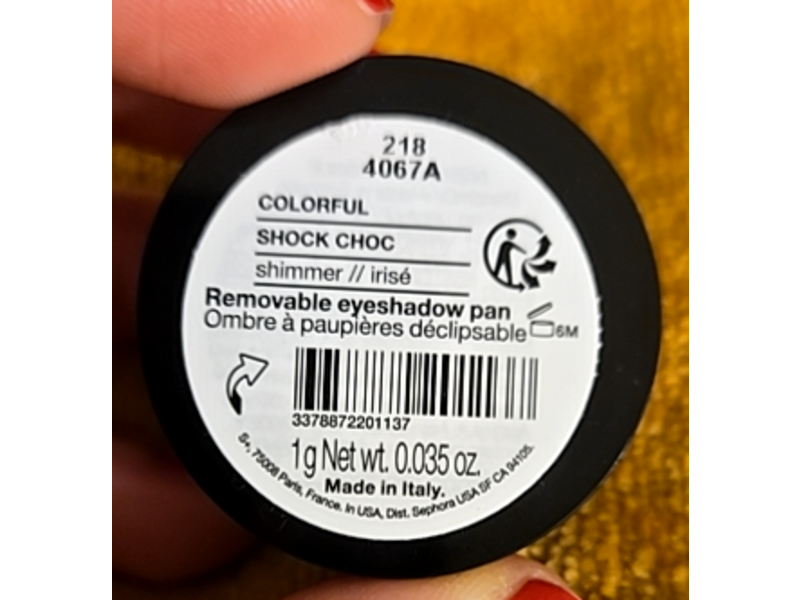 218
4067A
COLORFUL
SHOCK CHOC
shimmer // irisé
Removable eyeshadow pan
Ombre à paupières déclipsable 6M
3378872201137
1g Net wt. 0.035 oz.
Made in Italy.
S+, 75008 Paris, France. In USA, Dist. Sephora USA SF CA 94105.